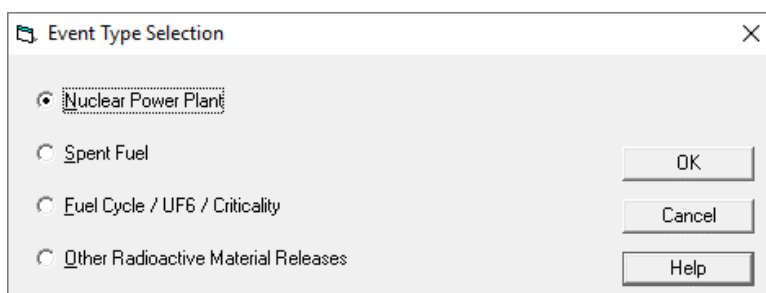 Event Type Selection
Nuclear Power Plant
Spent Fuel
OK
Fuel Cycle / UF6 / Criticality
Cancel
Other Radioactive Material Releases
Help